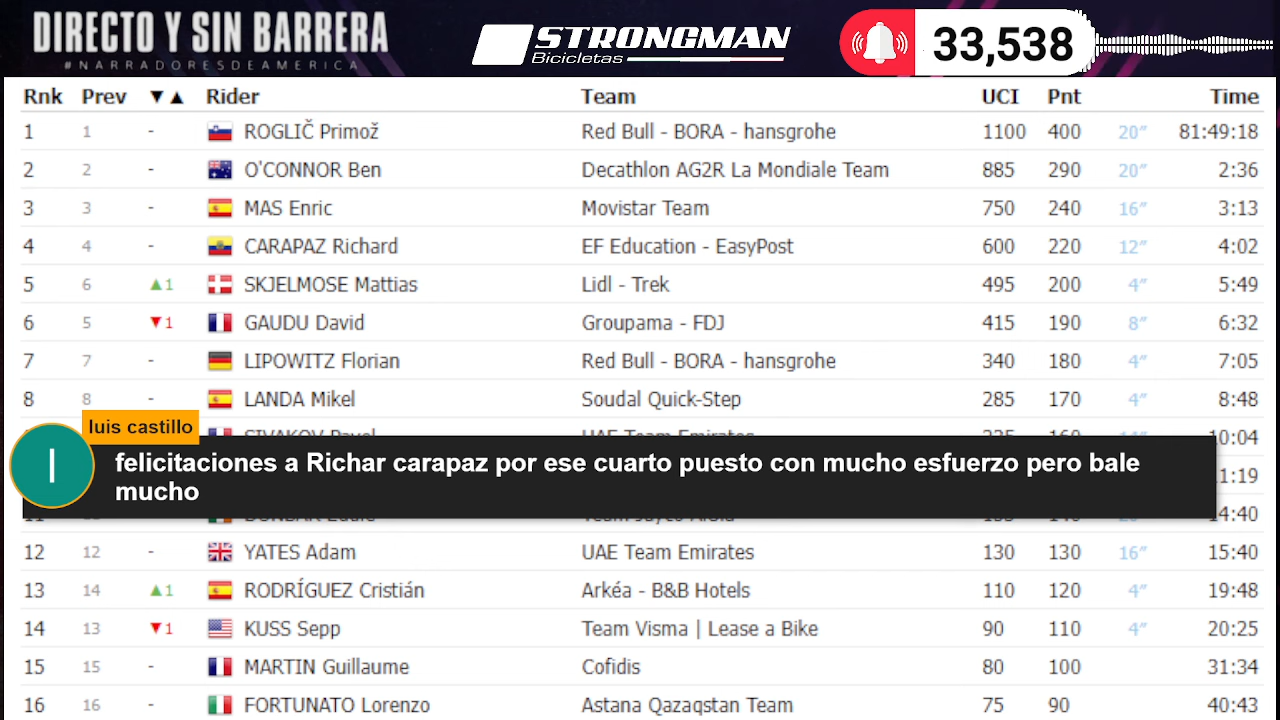 DIRECTO Y SIN BARRERA
#NARRADORESDEAMERICA
STRONGMAN
Bicicletas
33,538
Rnk Prev ▼▲ Rider Team UCI Pnt Time
1 1 - ROGLIČ Primož Red Bull - BORA - hansgrohe 1100 400 20″ 81:49:18
2 2 - O'CONNOR Ben Decathlon AG2R La Mondiale Team 885 290 20″ 2:36
3 3 - MAS Enric Movistar Team 750 240 16″ 3:13
4 4 - CARAPAZ Richard EF Education - EasyPost 600 220 12″ 4:02
5 6 ▲1 SKJELMOSE Mattias Lidl - Trek 495 200 4″ 5:49
6 5 ▼1 GAUDU David Groupama - FDJ 415 190 8″ 6:32
7 7 - LIPOWITZ Florian Red Bull - BORA - hansgrohe 340 180 4″ 7:05
8 8 - LANDA Mikel Soudal Quick-Step 285 170 4″ 8:48
luis castillo
SIVAKOV Pavel UAE Team Emirates 10:04
l
felicitaciones a Richar carapaz por ese cuarto puesto con mucho esfuerzo pero bale
mucho
DUNBAR Eddie
12 12 - YATES Adam UAE Team Emirates 130 130 16″ 15:40
13 14 ▲1 RODRÍGUEZ Cristián Arkéa - B&B Hotels 110 120 4″ 19:48
14 13 ▼1 KUSS Sepp Team Visma | Lease a Bike 90 110 4″ 20:25
15 15 - MARTIN Guillaume Cofidis 80 100 31:34
16 16 - FORTUNATO Lorenzo Astana Qazaqstan Team 75 90 40:43